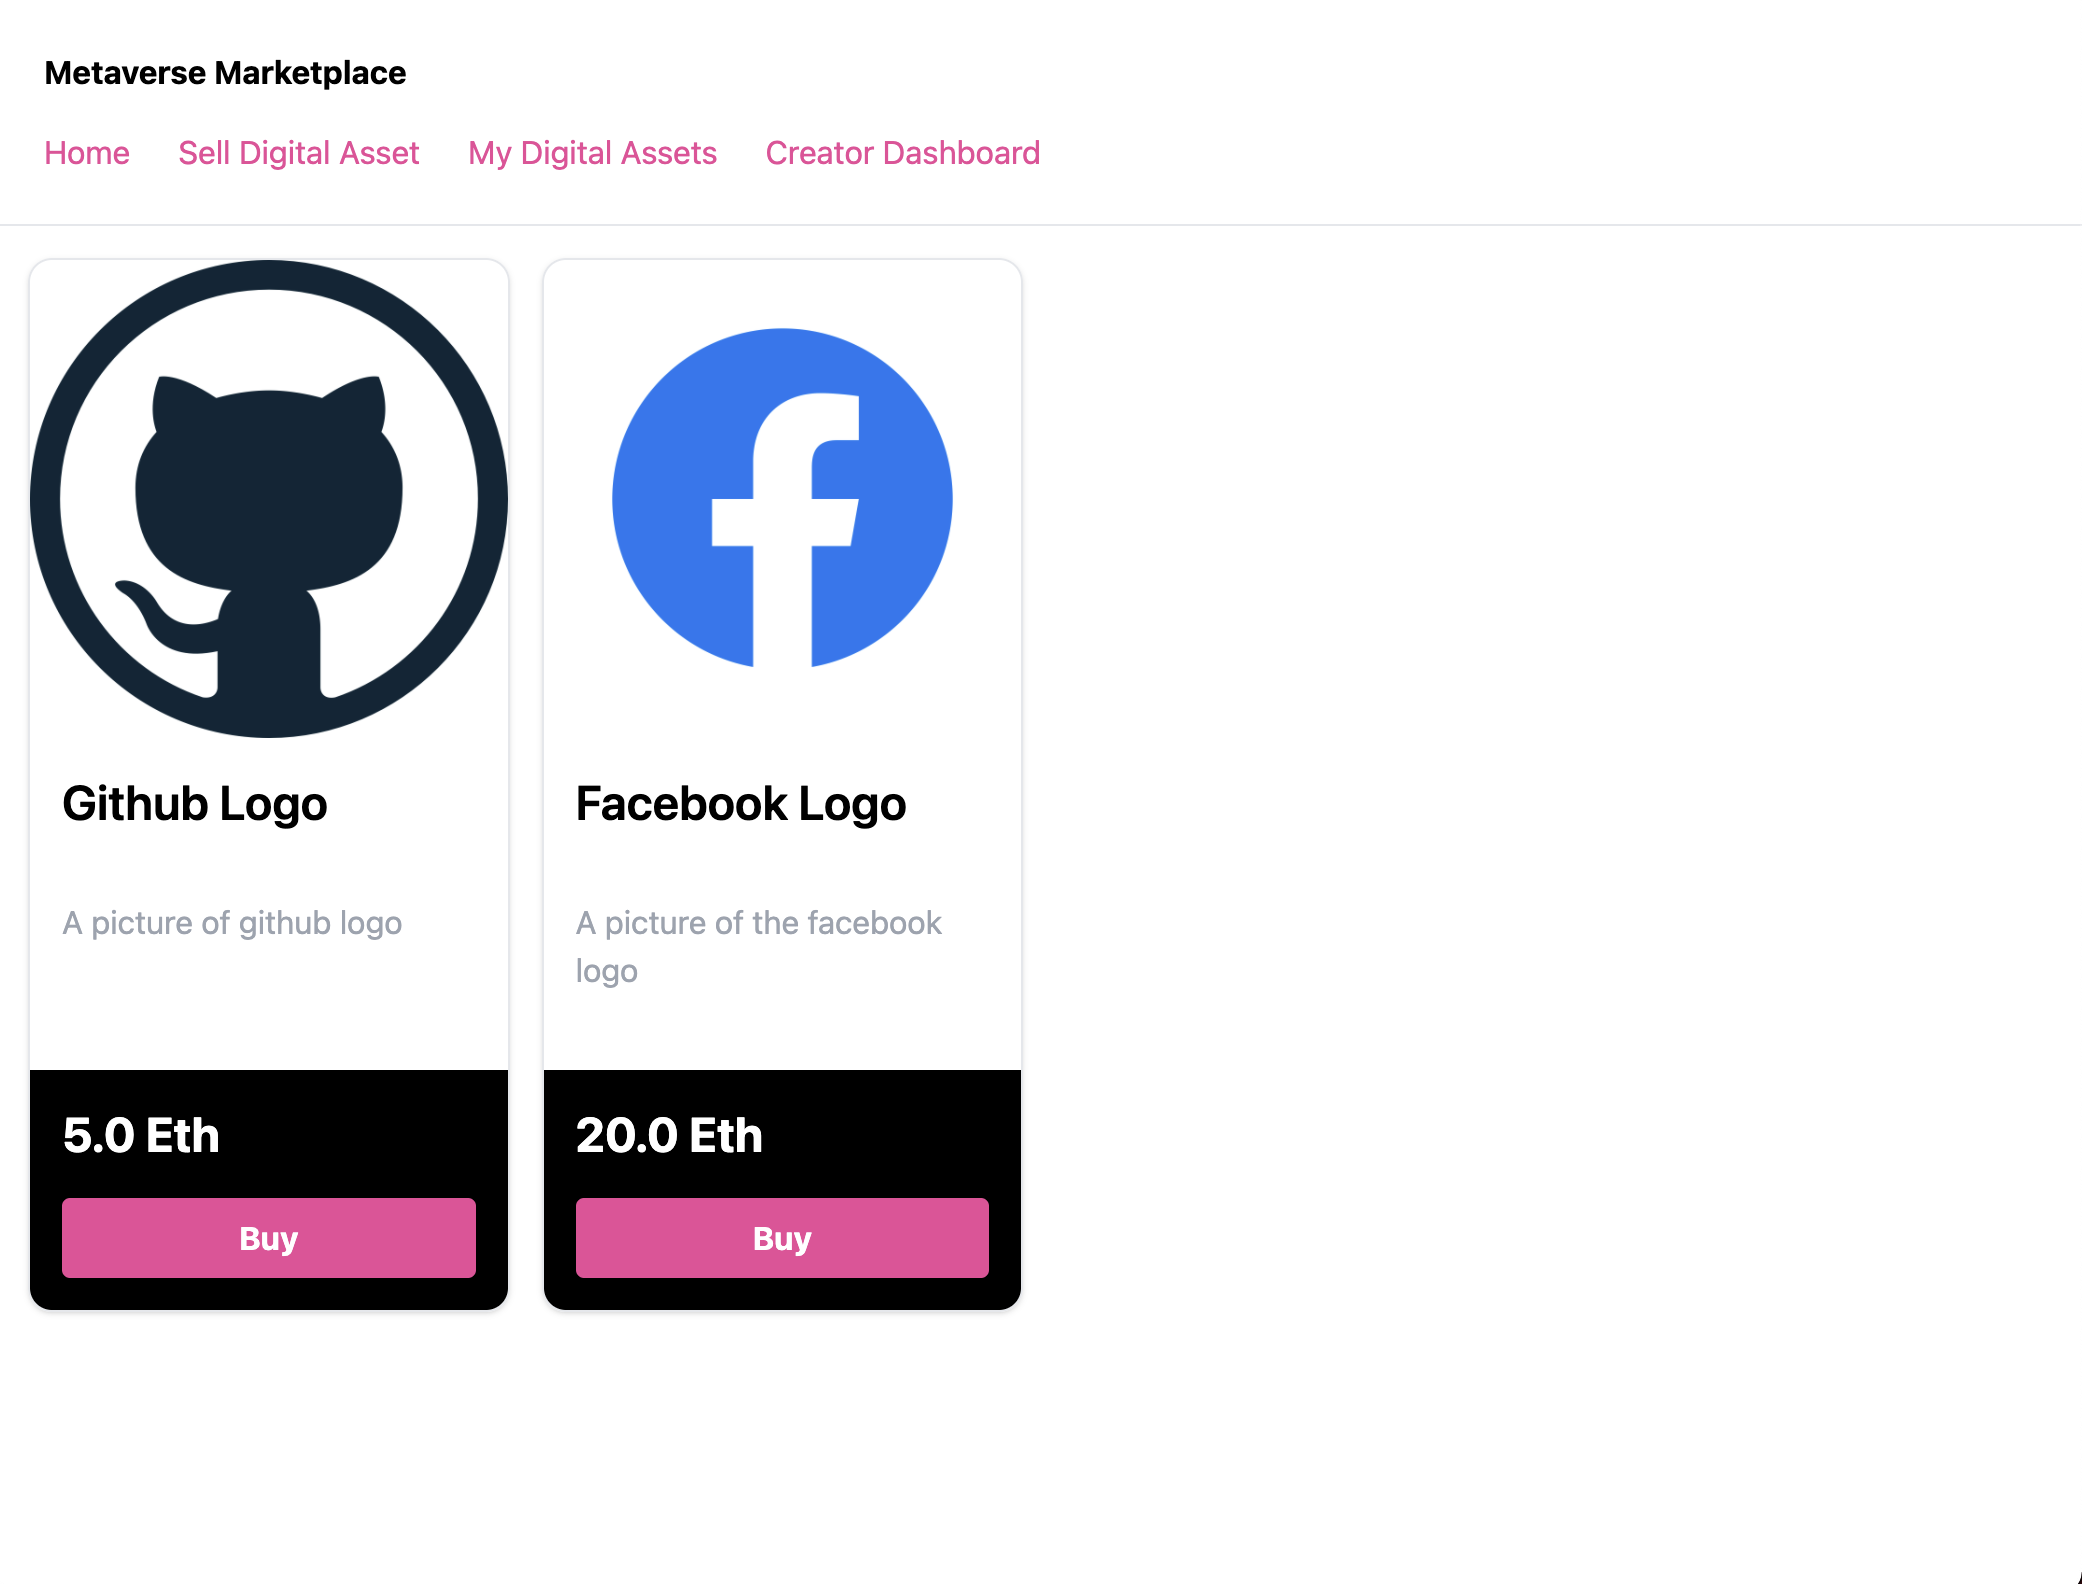 Metaverse Marketplace
Home Sell Digital Asset My Digital Assets Creator Dashboard
Github Logo
A picture of github logo
5.0 Eth
Buy
Facebook Logo
A picture of the facebook
logo
20.0 Eth
Buy